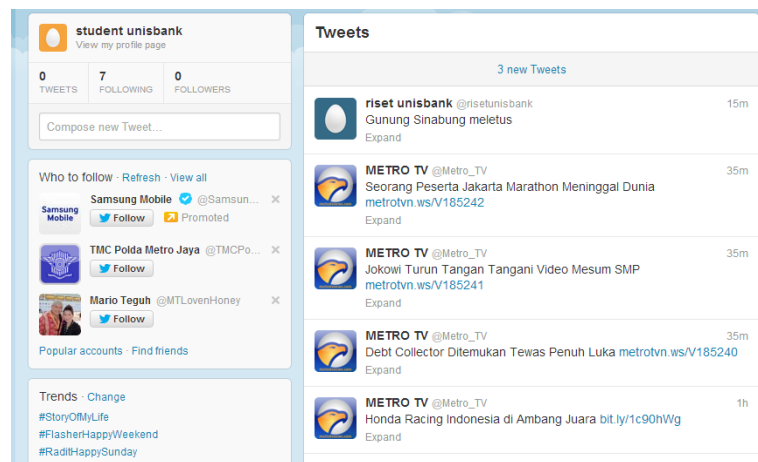 student unisbank
View my profile page
0
TWEETS
7
FOLLOWING
0
FOLLOWERS
Compose new Tweet...
Who to follow · Refresh · View all
Samsung Mobile @Samsun...
Samsung
Mobile
Follow
Promoted
TMC Polda Metro Jaya @TMCPo...
Follow
Mario Teguh @MTLovenHoney
Follow
Popular accounts · Find friends
Trends · Change
#StoryOfMyLife
#FlasherHappyWeekend
#RaditHappySunday
Tweets
3 new Tweets
riset unisbank @risetunisbank 15m
Gunung Sinabung meletus
Expand
METRO TV @Metro_TV 35m
Seorang Peserta Jakarta Marathon Meninggal Dunia
metrotvn.ws/V185242
Expand
METRO TV @Metro_TV 35m
Jokowi Turun Tangan Tangani Video Mesum SMP
metrotvn.ws/V185241
Expand
METRO TV @Metro_TV 35m
Debt Collector Ditemukan Tewas Penuh Luka metrotvn.ws/V185240
Expand
METRO TV @Metro_TV 1h
Honda Racing Indonesia di Ambang Juara bit.ly/1c90hWg
Expand